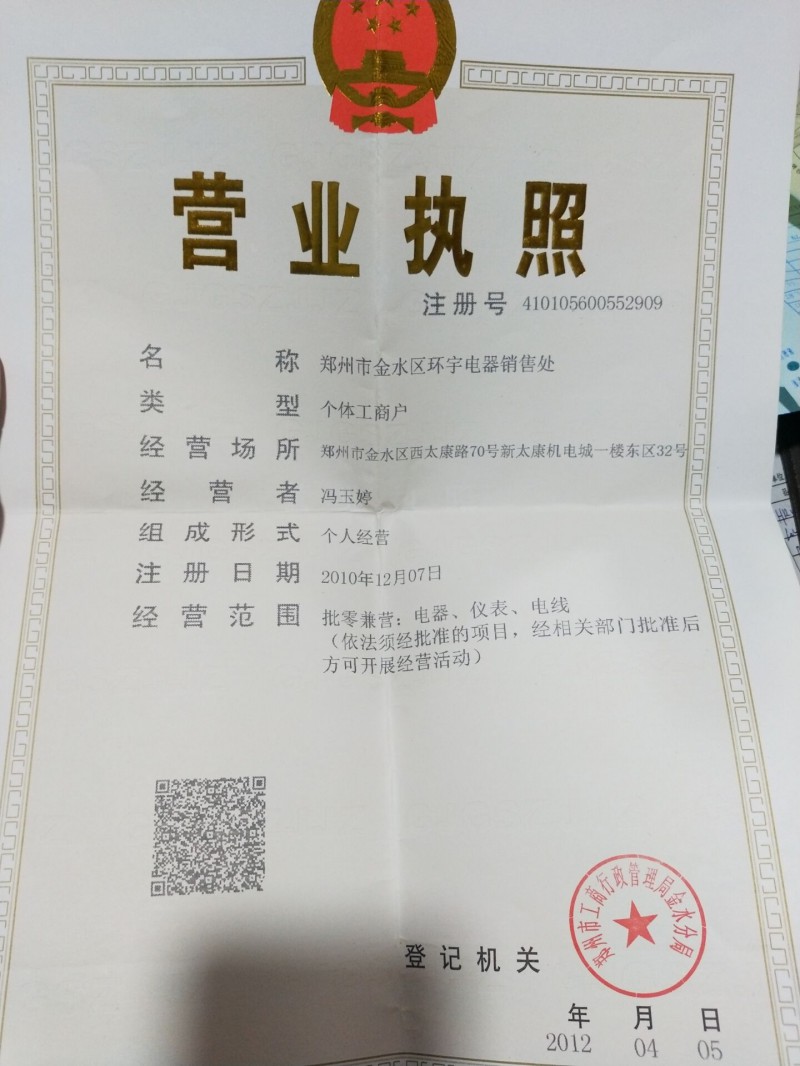 营业执照
注册号 410105600552909
名称 郑州市金水区环宇电器销售处
类型 个体工商户
经营场所 郑州市金水区西太康路70号新太康机电城一楼东区32号
经营者 冯玉婷
组成形式 个人经营
注册日期 2010年12月07日
经营范围 批零兼营：电器、仪表、电线
（依法须经批准的项目，经相关部门批准后
方可开展经营活动）
郑州市工商行政管理局金水分局
登记机关
年 月 日
2012 04 05